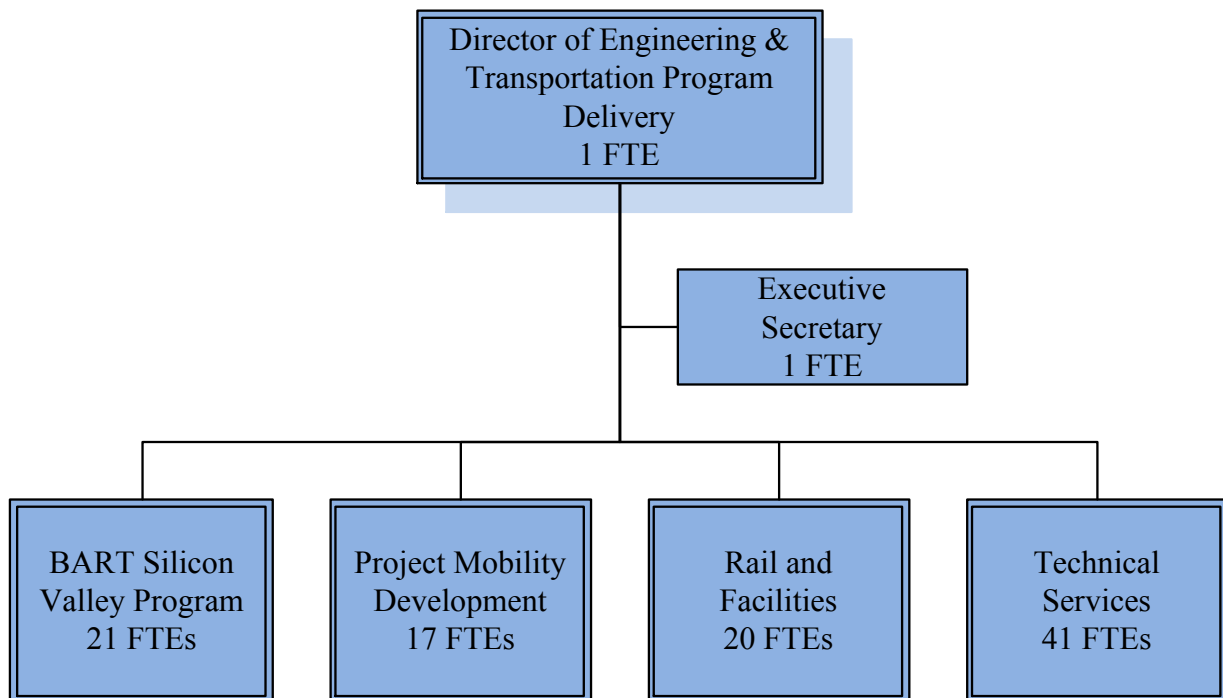 Director of Engineering &
Transportation Program
Delivery
1 FTE
Executive
Secretary
1 FTE
BART Silicon
Valley Program
21 FTEs
Project Mobility
Development
17 FTEs
Rail and
Facilities
20 FTEs
Technical
Services
41 FTEs